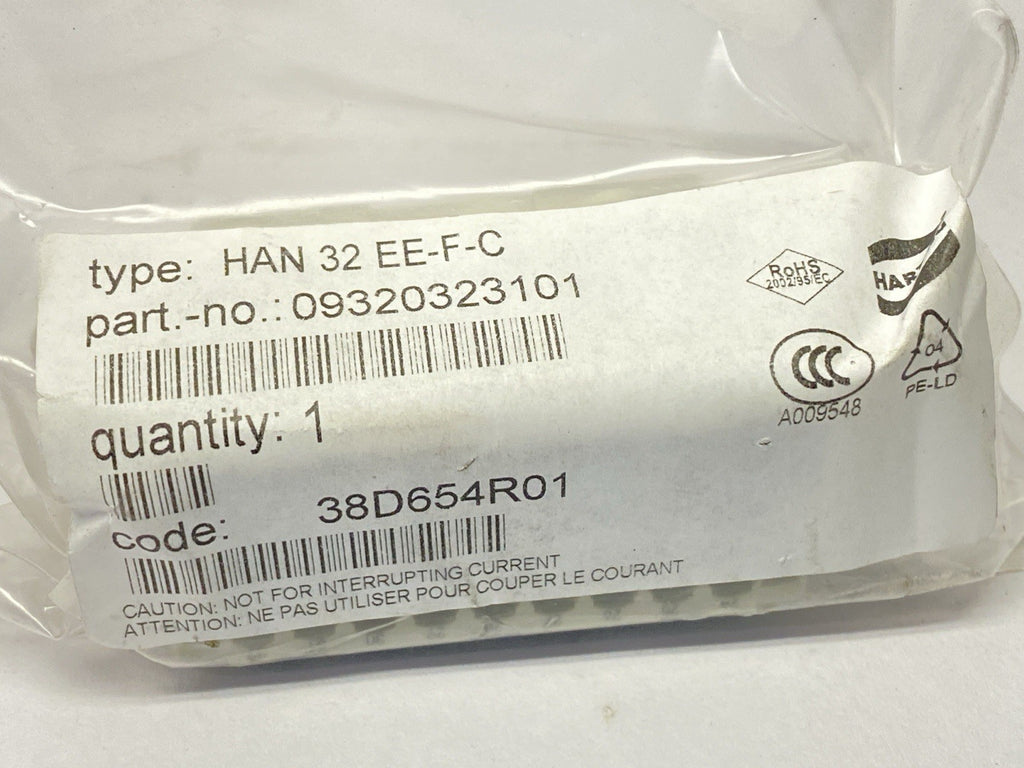 type: HAN 32 EE-F-C
part.-no.: 09320323101
quantity: 1
code: 38D654R01
CAUTION: NOT FOR INTERRUPTING CURRENT
ATTENTION: NE PAS UTILISER POUR COUPER LE COURANT
RoHS
2002/95/EC
HAR
CCC
A009548
04
PE-LD